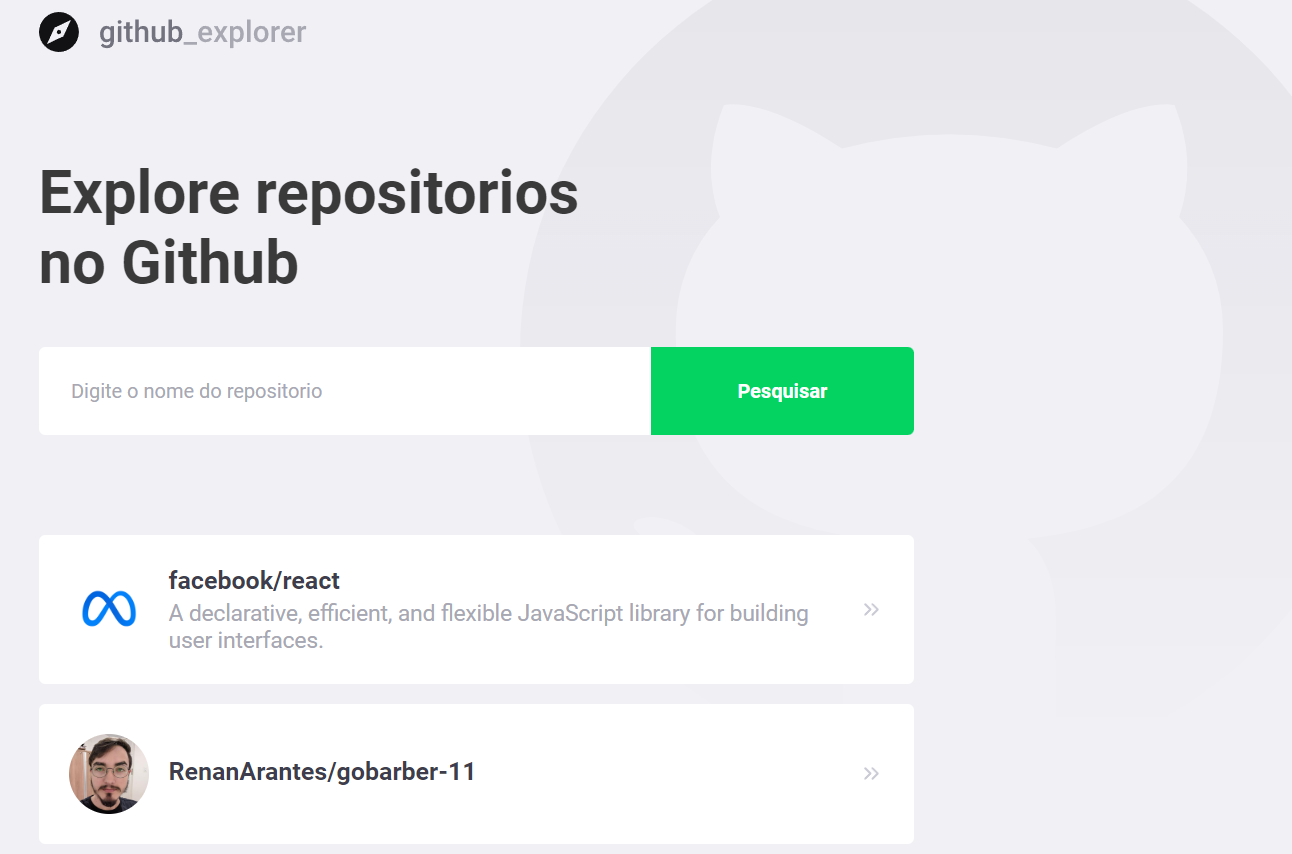 github_explorer
Explore repositorios
no Github
Digite o nome do repositorio
Pesquisar
facebook/react
A declarative, efficient, and flexible JavaScript library for building
user interfaces.
RenanArantes/gobarber-11